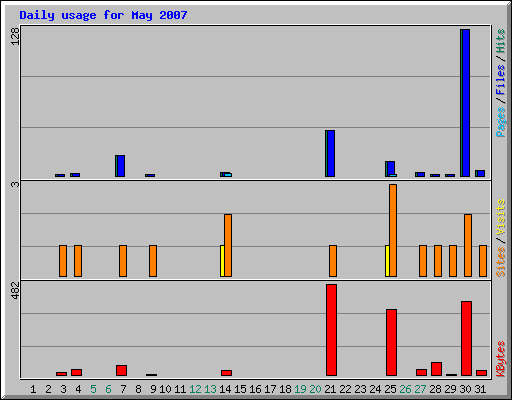 Daily usage for May 2007
128
Pages / Files / Hits
3
Sites / Visits
482
KBytes
1 2 3 4 5 6 7 8 9 10 11 12 13 14 15 16 17 18 19 20 21 22 23 24 25 26 27 28 29 30 31